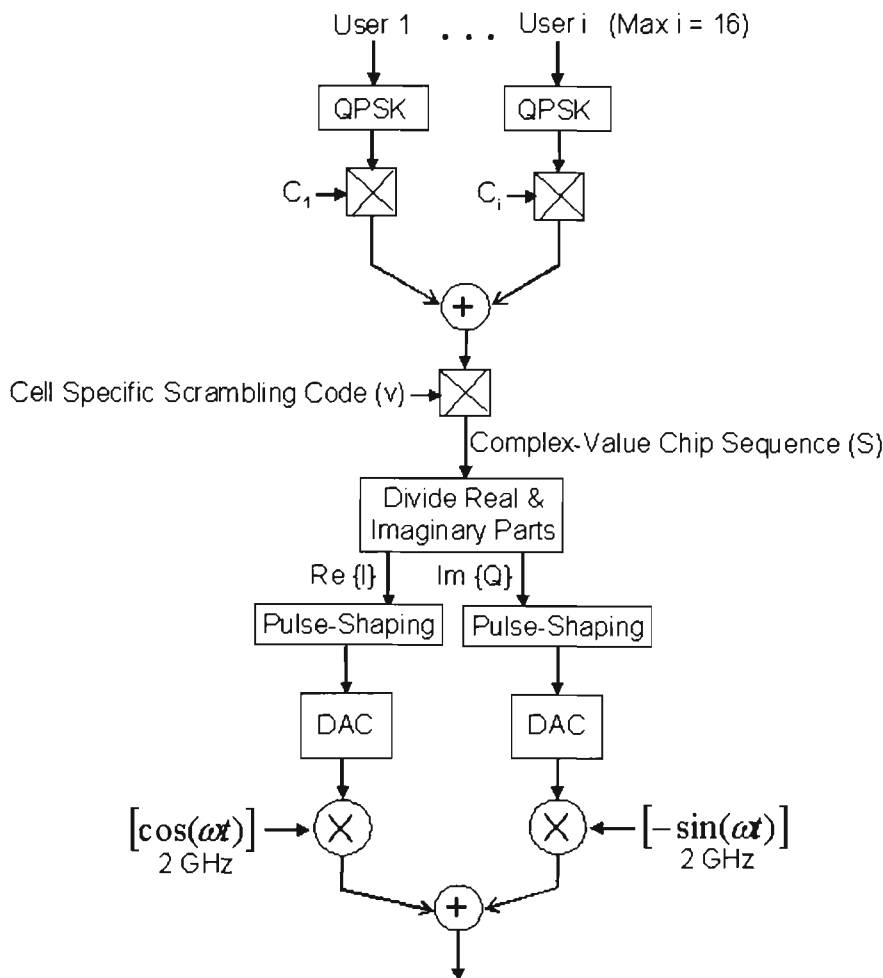 User 1 . . . User i (Max i = 16)
QPSK QPSK
C₁ Cᵢ
+
Cell Specific Scrambling Code (v)
Complex-Value Chip Sequence (S)
Divide Real &
Imaginary Parts
Re {I} Im {Q}
Pulse-Shaping Pulse-Shaping
DAC DAC
[cos(ωt)] [−sin(ωt)]
2 GHz 2 GHz
+